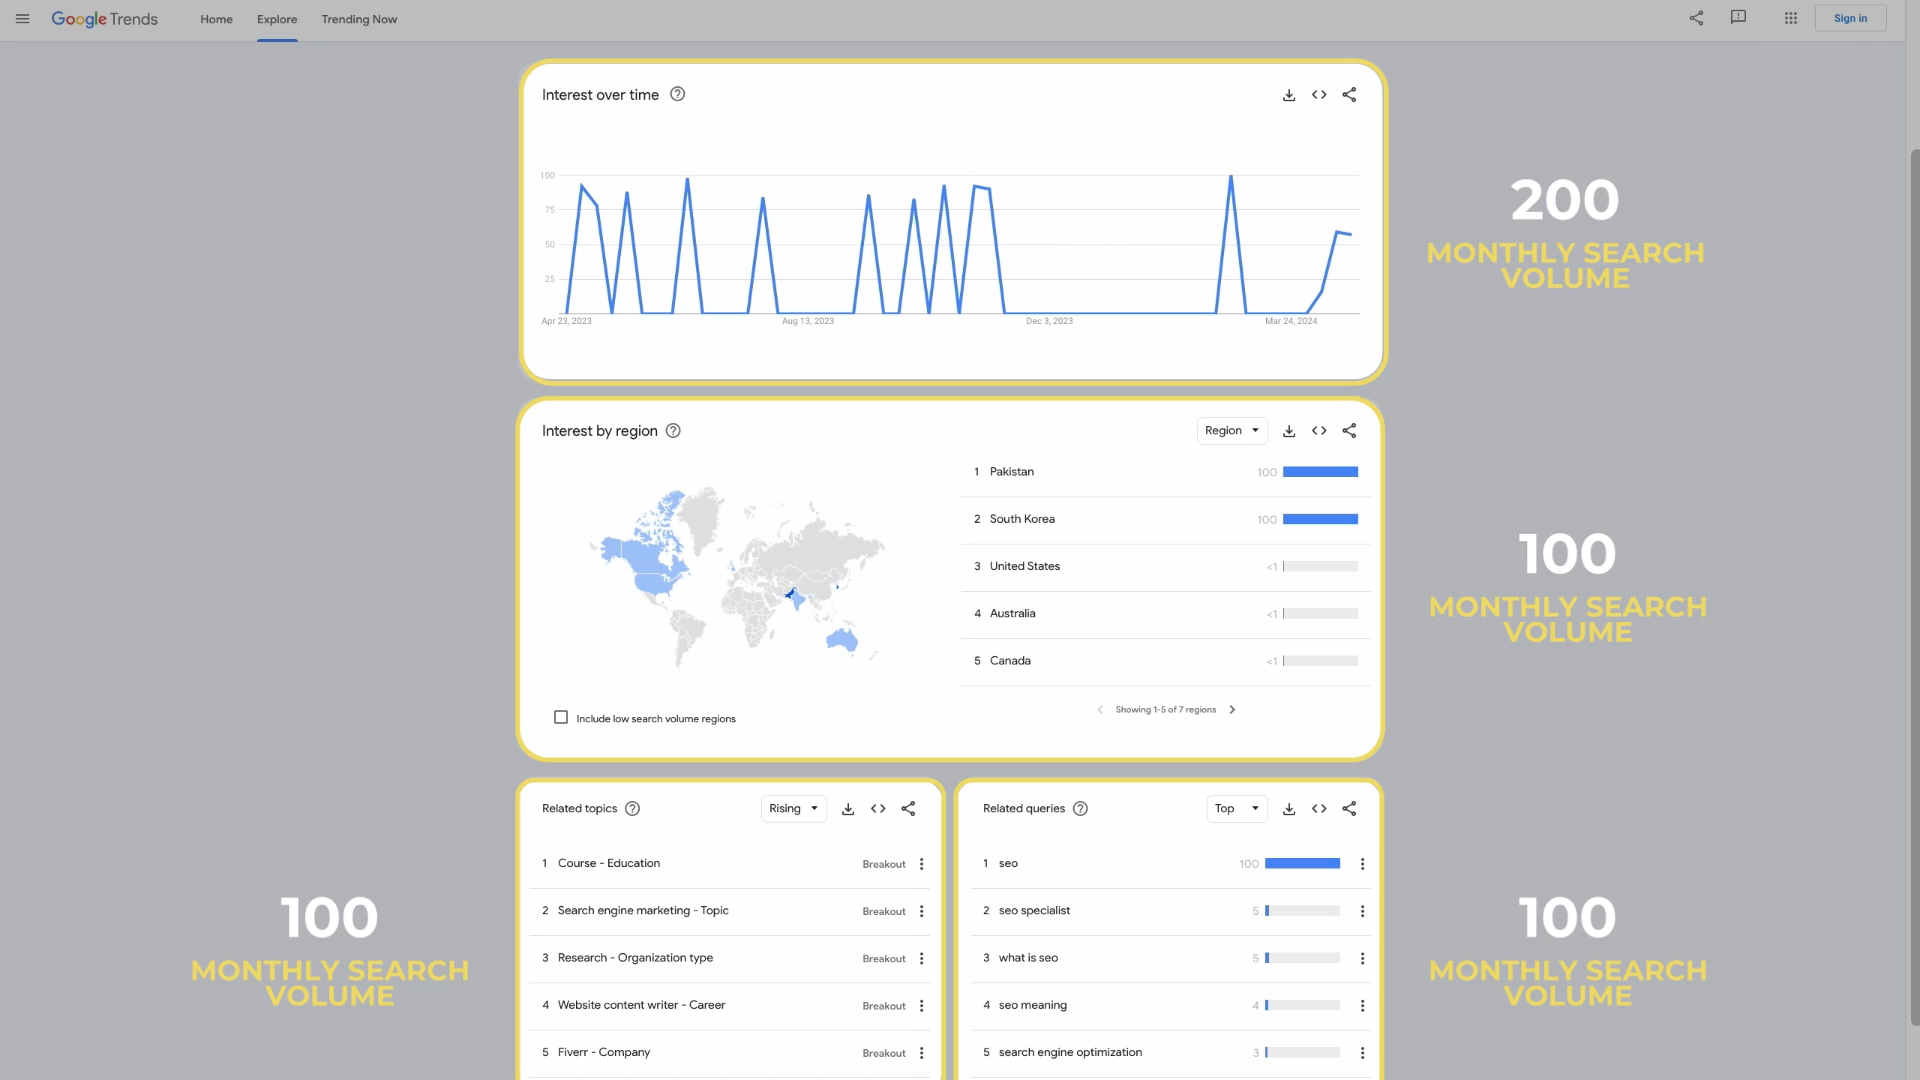 Google Trends
Home
Explore
Trending Now
Sign in
Interest over time
100
75
50
25
Apr 23, 2023
Aug 13, 2023
Dec 3, 2023
Mar 24, 2024
200
MONTHLY SEARCH
VOLUME
Interest by region
Region
1 Pakistan 100
2 South Korea 100
3 United States <1
4 Australia <1
5 Canada <1
Include low search volume regions
Showing 1-5 of 7 regions
100
MONTHLY SEARCH
VOLUME
100
MONTHLY SEARCH
VOLUME
Related topics
Rising
1 Course - Education Breakout
2 Search engine marketing - Topic Breakout
3 Research - Organization type Breakout
4 Website content writer - Career Breakout
5 Fiverr - Company Breakout
Related queries
Top
1 seo 100
2 seo specialist 5
3 what is seo 5
4 seo meaning 4
5 search engine optimization 3
100
MONTHLY SEARCH
VOLUME